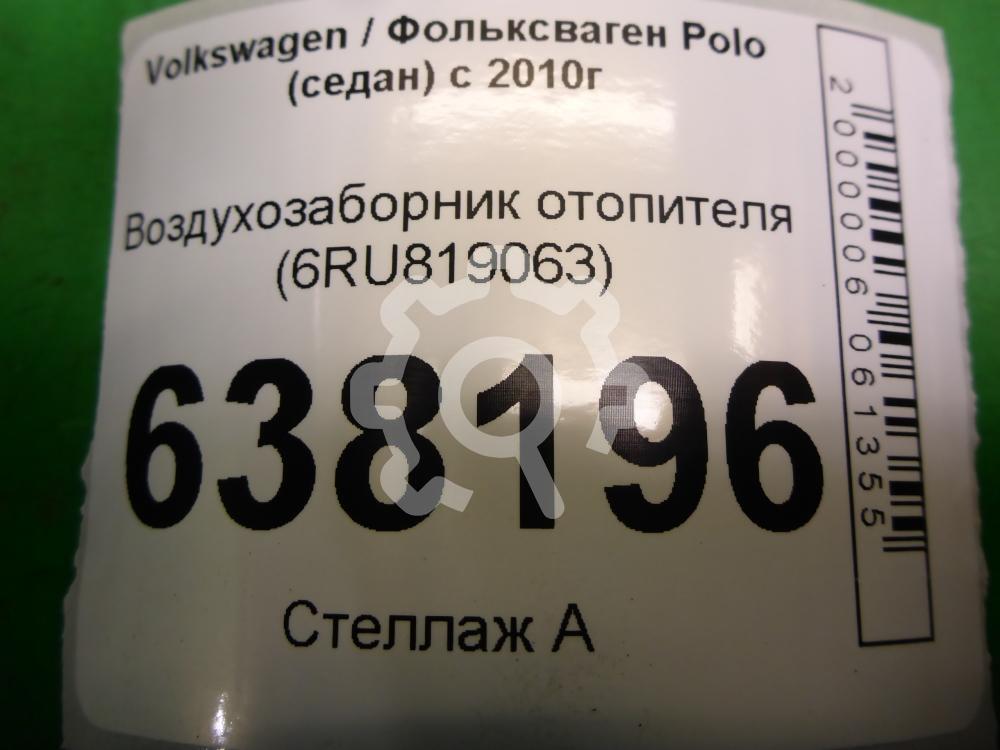 Volkswagen / Фольксваген Polo
(седан) с 2010г
Воздухозаборник отопителя
(6RU819063)
638196
Стеллаж А
2000006061355